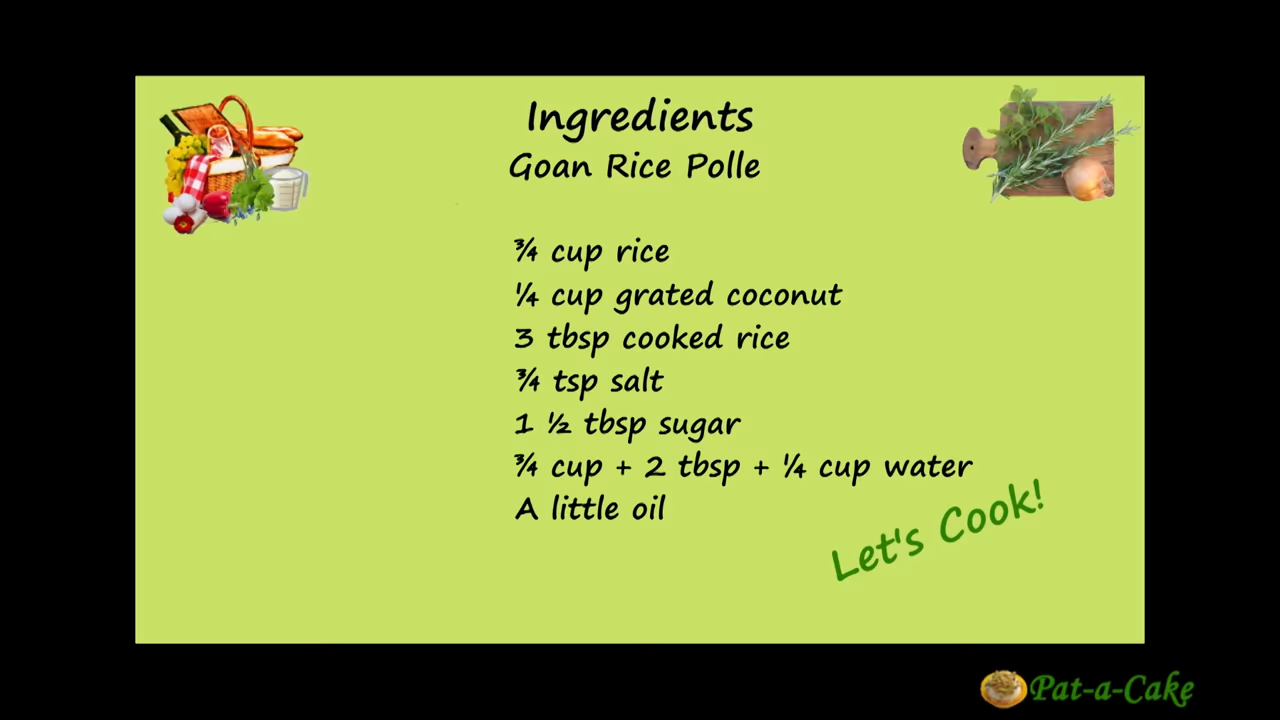 Ingredients
Goan Rice Polle
¾ cup rice
¼ cup grated coconut
3 tbsp cooked rice
¾ tsp salt
1 ½ tbsp sugar
¾ cup + 2 tbsp + ¼ cup water
A little oil
Let's Cook!
Pat-a-Cake